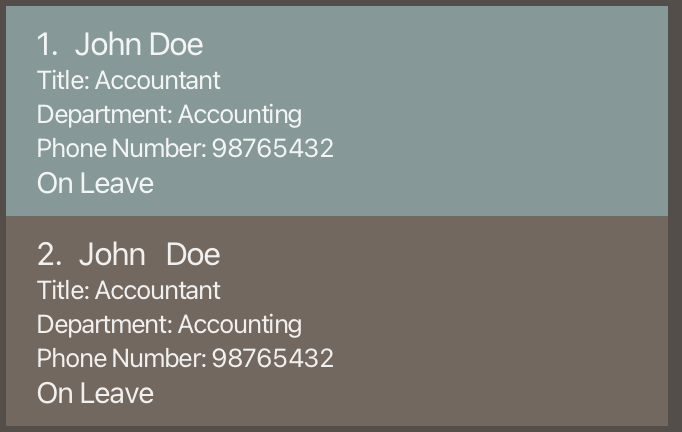 1.  John Doe
Title: Accountant
Department: Accounting
Phone Number: 98765432
On Leave
2.  John  Doe
Title: Accountant
Department: Accounting
Phone Number: 98765432
On Leave